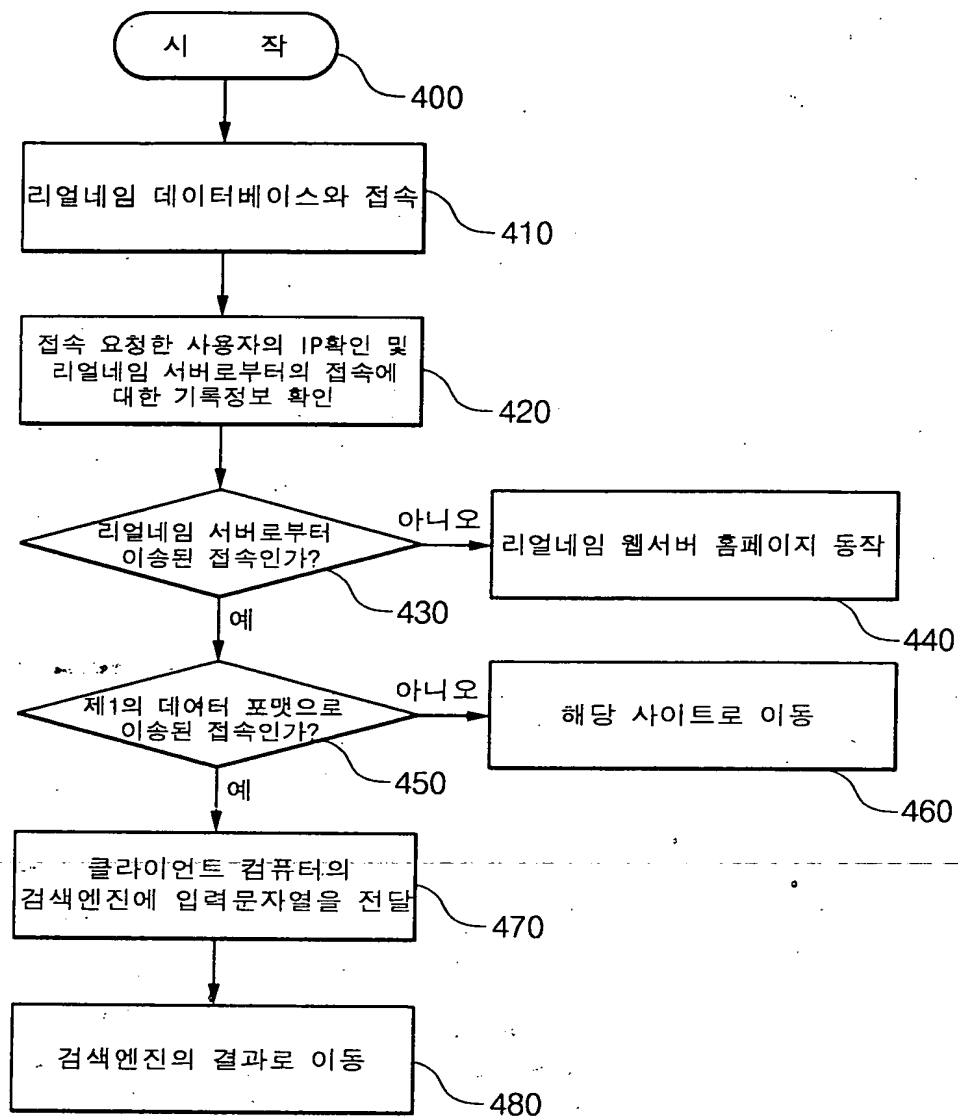 시 작
400
리얼네임 데이터베이스와 접속
410
접속 요청한 사용자의 IP확인 및
리얼네임 서버로부터의 접속에
대한 기록정보 확인
420
리얼네임 서버로부터
이송된 접속인가?
430
아니오
리얼네임 웹서버 홈페이지 동작
440
예
제1의 데여터 포맷으로
이송된 접속인가?
450
아니오
해당 사이트로 이동
460
예
클라이언트 컴퓨터의
검색엔진에 입력문자열을 전달
470
검색엔진의 결과로 이동
480